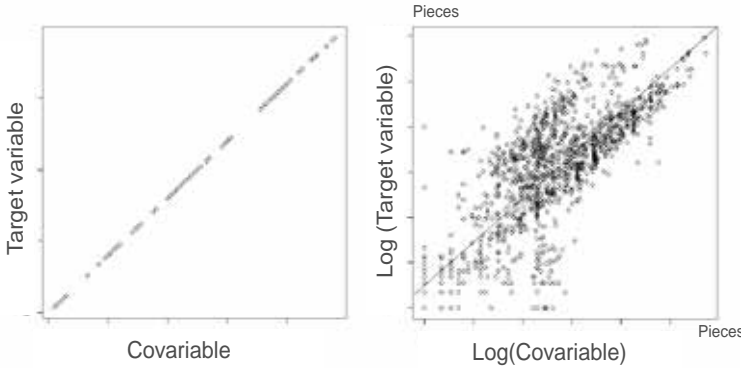 Pieces
Target variable
Log (Target variable)
Pieces
Covariable
Log(Covariable)